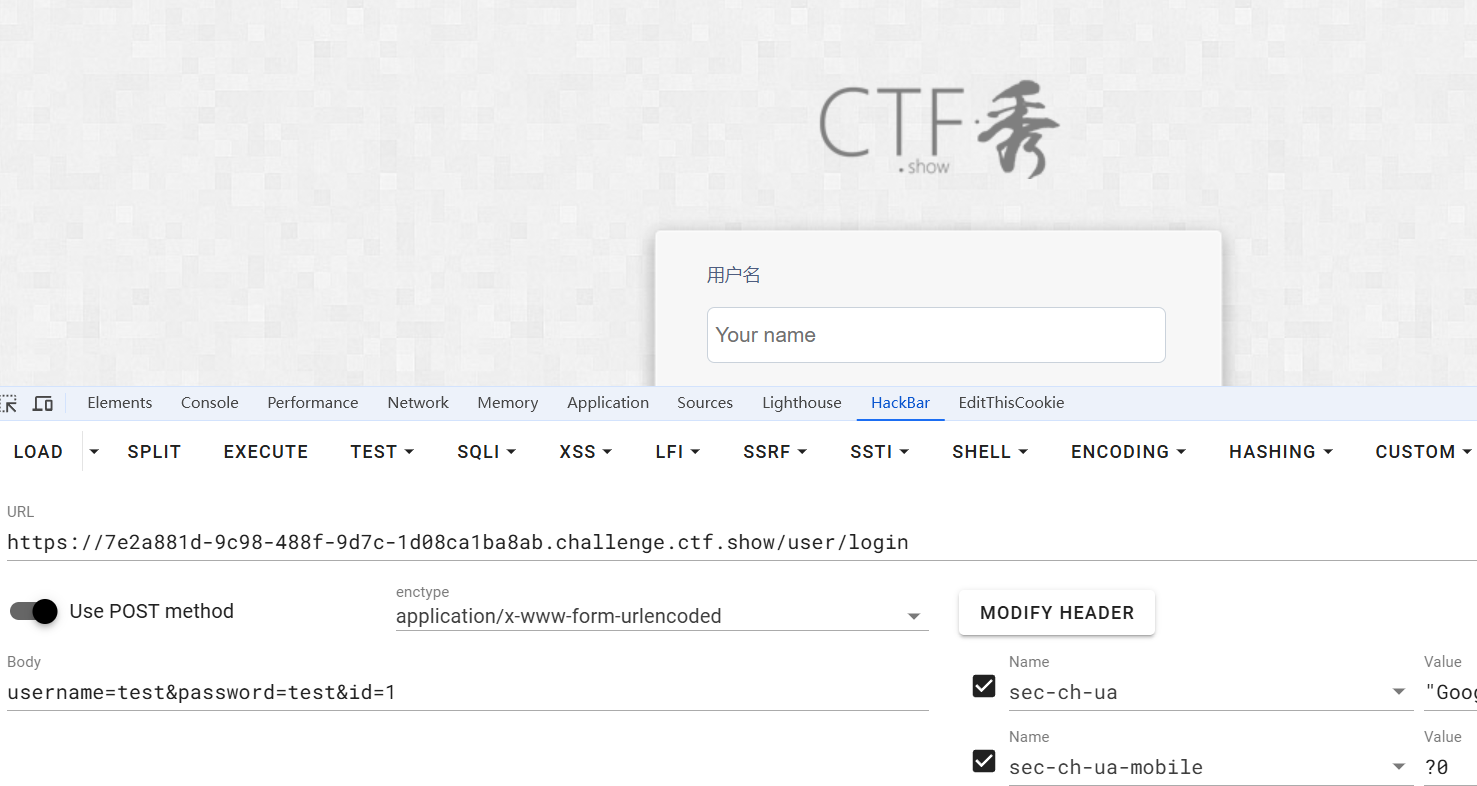 CTF·秀
.show
用户名
Your name
Elements Console Performance Network Memory Application Sources Lighthouse HackBar EditThisCookie
LOAD SPLIT EXECUTE TEST SQLI XSS LFI SSRF SSTI SHELL ENCODING HASHING CUSTOM
URL
https://7e2a881d-9c98-488f-9d7c-1d08ca1ba8ab.challenge.ctf.show/user/login
Use POST method
enctype
application/x-www-form-urlencoded
MODIFY HEADER
Body
username=test&password=test&id=1
Name Value
sec-ch-ua "Goog
Name Value
sec-ch-ua-mobile ?0